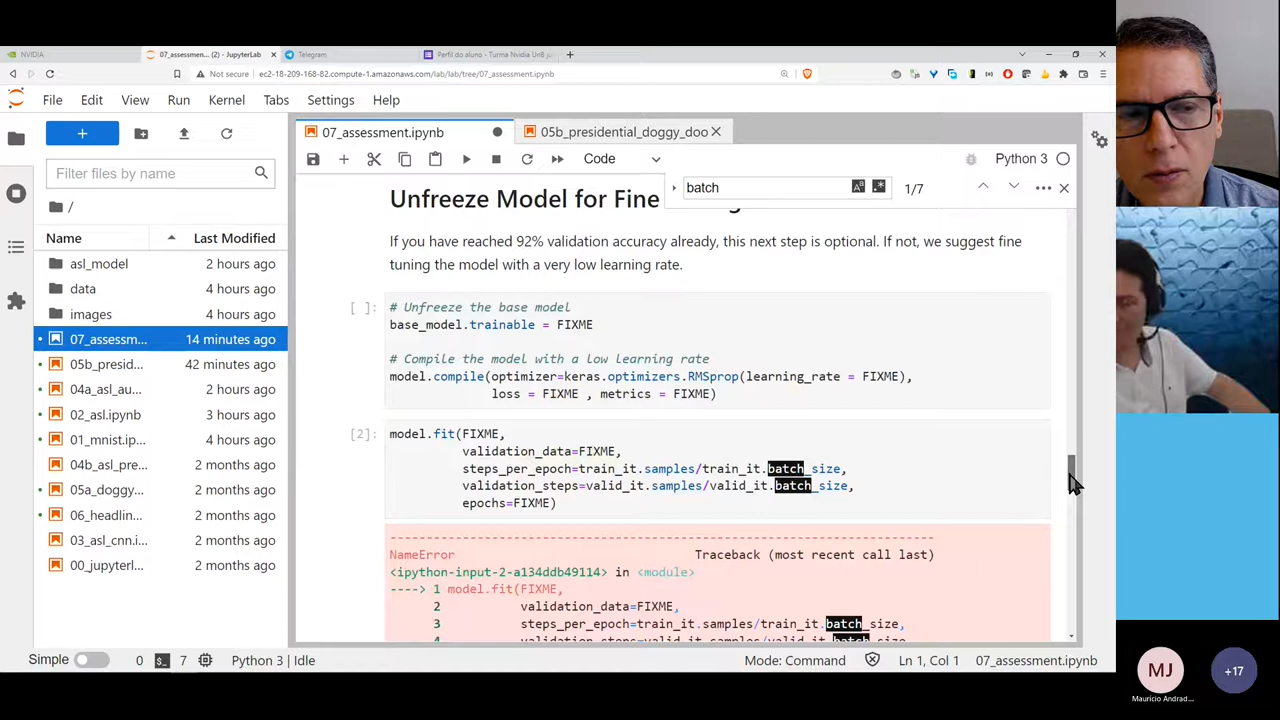 NVIDIA
07_assessment... (2) - JupyterLab
Telegram
Perfil do aluno - Turma Nvidia UnB
Not secure
ec2-18-209-168-82.compute-1.amazonaws.com/lab/lab/tree/07_assessment.ipynb
File Edit View Run Kernel Tabs Settings Help
07_assessment.ipynb
05b_presidential_doggy_doo
Code
Python 3
Filter files by name
batch
1/7
/
Name Last Modified
asl_model 2 hours ago
data 4 hours ago
images 4 hours ago
07_assessm... 14 minutes ago
05b_presid... 42 minutes ago
04a_asl_au... 2 hours ago
02_asl.ipynb 3 hours ago
01_mnist.ip... 4 hours ago
04b_asl_pre... 2 months ago
05a_doggy... 2 months ago
06_headlin... 2 months ago
03_asl_cnn.i... 2 months ago
00_jupyterl... 2 months ago
Unfreeze Model for Fine
If you have reached 92% validation accuracy already, this next step is optional. If not, we suggest fine
tuning the model with a very low learning rate.
[ ]:
# Unfreeze the base model
base_model.trainable = FIXME
# Compile the model with a low learning rate
model.compile(optimizer=keras.optimizers.RMSprop(learning_rate = FIXME),
loss = FIXME , metrics = FIXME)
[2]:
model.fit(FIXME,
validation_data=FIXME,
steps_per_epoch=train_it.samples/train_it.batch_size,
validation_steps=valid_it.samples/valid_it.batch_size,
epochs=FIXME)
---------------------------------------------------------------------------
NameError Traceback (most recent call last)
<ipython-input-2-a134ddb49114> in <module>
----> 1 model.fit(FIXME,
2 validation_data=FIXME,
3 steps_per_epoch=train_it.samples/train_it.batch_size,
4 validation_steps=valid_it.samples/valid_it.batch_size,
Simple
0
7
Python 3 | Idle
Mode: Command
Ln 1, Col 1
07_assessment.ipynb
MJ
Maurício Andrad...
+17